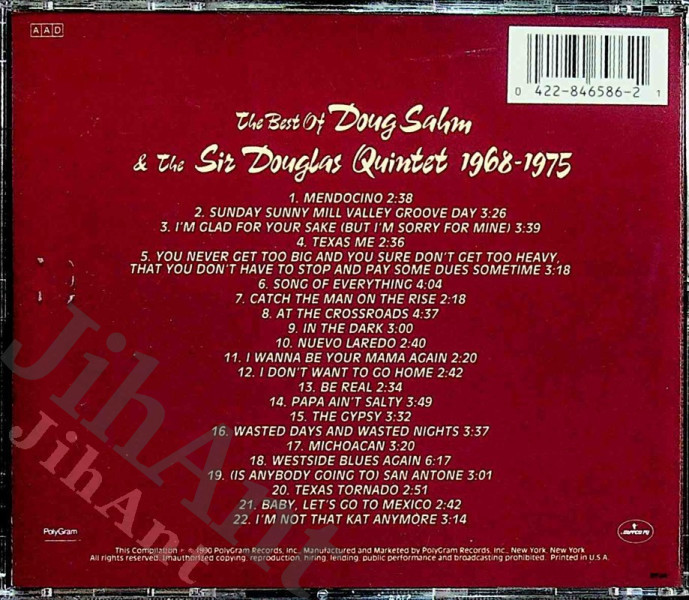 AAD
0 422-846586-2 1
The Best Of Doug Sahm
& The Sir Douglas Quintet 1968-1975
1. MENDOCINO 2:38
2. SUNDAY SUNNY MILL VALLEY GROOVE DAY 3:26
3. I'M GLAD FOR YOUR SAKE (BUT I'M SORRY FOR MINE) 3:39
4. TEXAS ME 2:36
5. YOU NEVER GET TOO BIG AND YOU SURE DON'T GET TOO HEAVY,
THAT YOU DON'T HAVE TO STOP AND PAY SOME DUES SOMETIME 3:18
6. SONG OF EVERYTHING 4:04
7. CATCH THE MAN ON THE RISE 2:18
8. AT THE CROSSROADS 4:37
9. IN THE DARK 3:00
10. NUEVO LAREDO 2:40
11. I WANNA BE YOUR MAMA AGAIN 2:20
12. I DON'T WANT TO GO HOME 2:42
13. BE REAL 2:34
14. PAPA AIN'T SALTY 3:49
15. THE GYPSY 3:32
16. WASTED DAYS AND WASTED NIGHTS 3:37
17. MICHOACAN 3:20
18. WESTSIDE BLUES AGAIN 6:17
19. (IS ANYBODY GOING TO) SAN ANTONE 3:01
20. TEXAS TORNADO 2:51
21. BABY, LET'S GO TO MEXICO 2:42
22. I'M NOT THAT KAT ANYMORE 3:14
PolyGram
mercury
This Compilation 1990 PolyGram Records, Inc., Manufactured and Marketed by PolyGram Records, Inc., New York, New York
All rights reserved. Unauthorized copying, reproduction, hiring, lending, public performance and broadcasting prohibited. Printed in U.S.A.
JihAnt
JihAnt